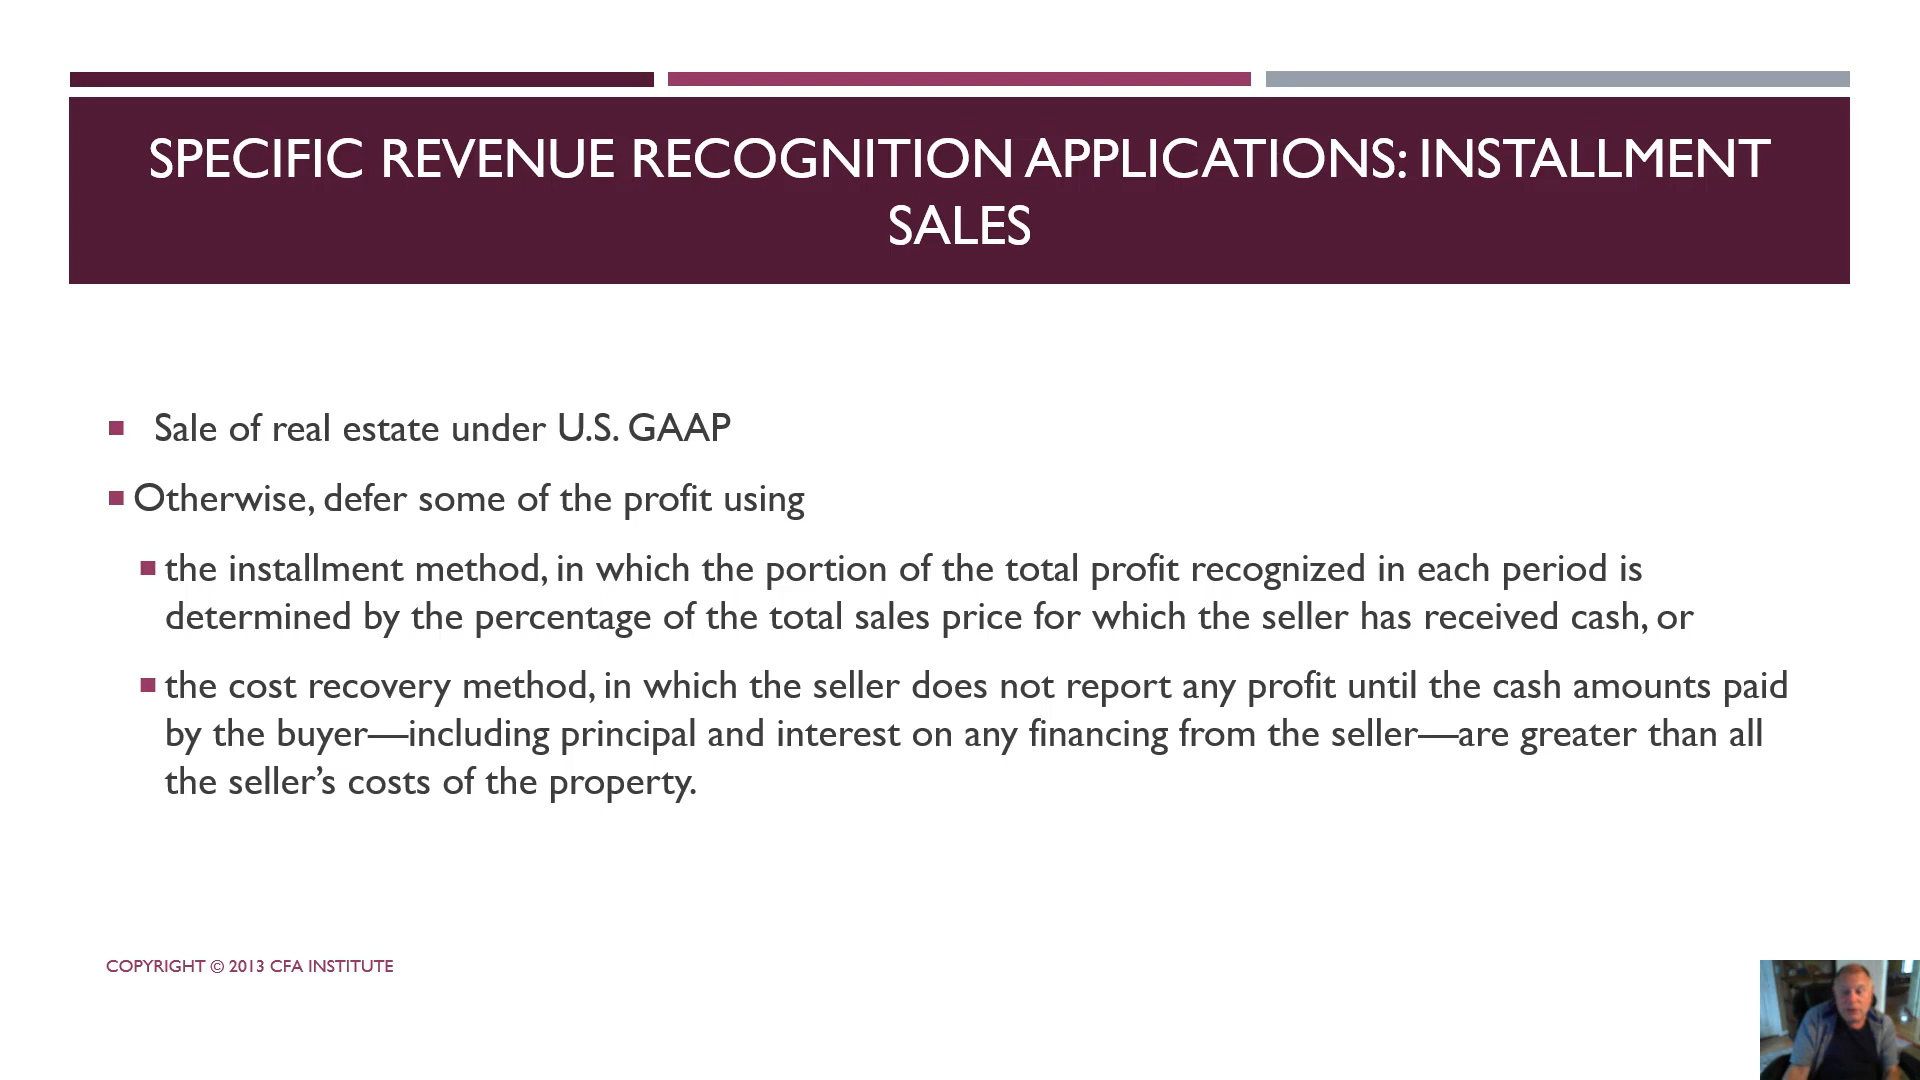 SPECIFIC REVENUE RECOGNITION APPLICATIONS: INSTALLMENT
SALES
Sale of real estate under U.S. GAAP
Otherwise, defer some of the profit using
the installment method, in which the portion of the total profit recognized in each period is
determined by the percentage of the total sales price for which the seller has received cash, or
the cost recovery method, in which the seller does not report any profit until the cash amounts paid
by the buyer—including principal and interest on any financing from the seller—are greater than all
the seller’s costs of the property.
COPYRIGHT © 2013 CFA INSTITUTE